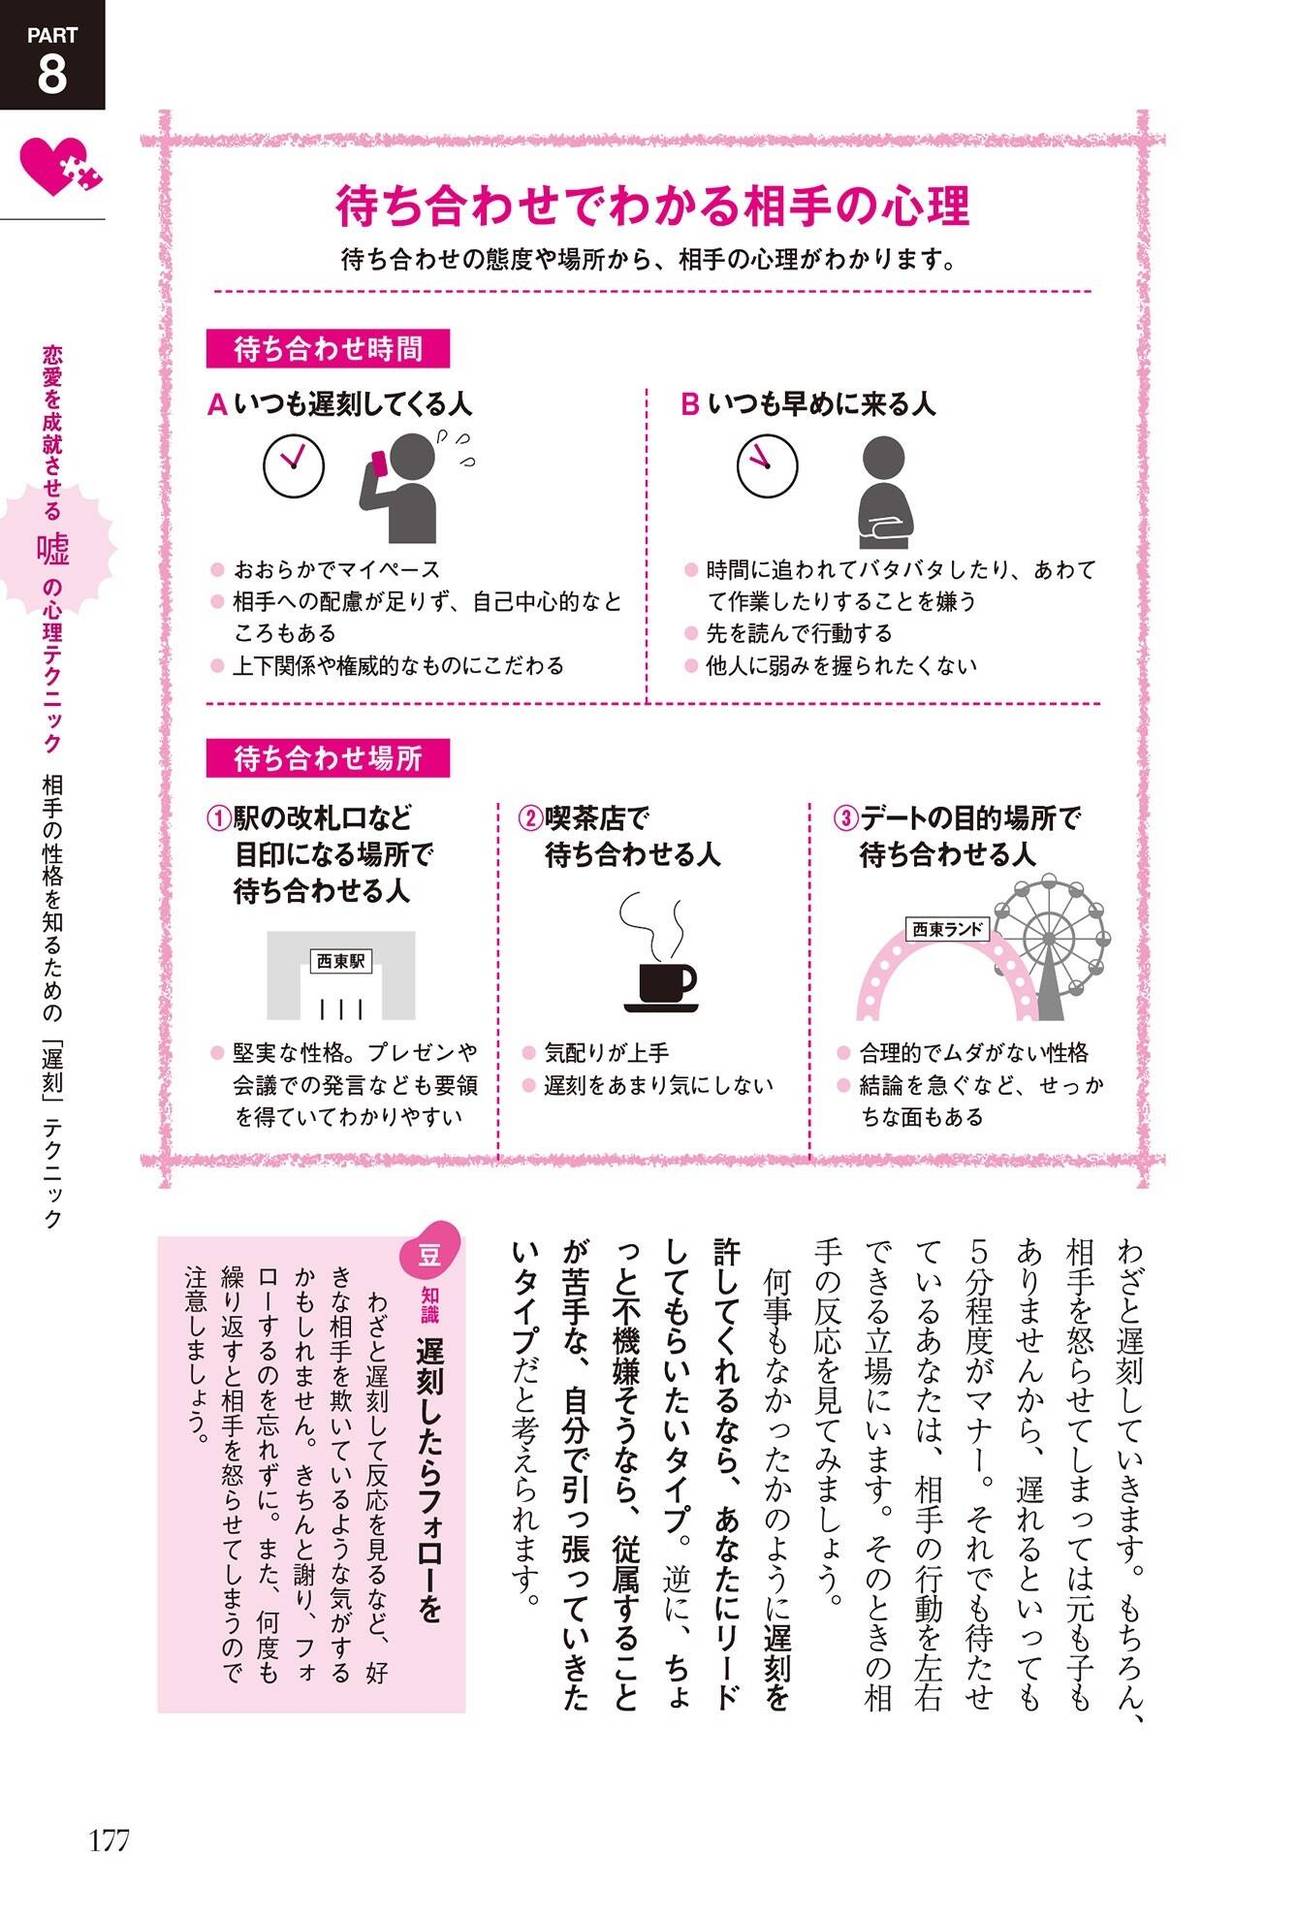 PART
8
恋愛を成就させる 嘘 の心理テクニック 相手の性格を知るための「遅刻」テクニック
待ち合わせでわかる相手の心理
待ち合わせの態度や場所から、相手の心理がわかります。
待ち合わせ時間
A いつも遅刻してくる人
● おおらかでマイペース
● 相手への配慮が足りず、自己中心的なと
ころもある
● 上下関係や権威的なものにこだわる
B いつも早めに来る人
● 時間に追われてバタバタしたり、あわて
て作業したりすることを嫌う
● 先を読んで行動する
● 他人に弱みを握られたくない
待ち合わせ場所
①駅の改札口など
目印になる場所で
待ち合わせる人
西東駅
● 堅実な性格。プレゼンや
会議での発言なども要領
を得ていてわかりやすい
②喫茶店で
待ち合わせる人
● 気配りが上手
● 遅刻をあまり気にしない
③デートの目的場所で
待ち合わせる人
西東ランド
● 合理的でムダがない性格
● 結論を急ぐなど、せっか
ちな面もある
わざと遅刻していきます。もちろん、
相手を怒らせてしまっては元も子も
ありませんから、遅れるといっても
5分程度がマナー。それでも待たせ
ているあなたは、相手の行動を左右
できる立場にいます。そのときの相
手の反応を見てみましょう。
何事もなかったかのように遅刻を
許してくれるなら、あなたにリード
してもらいたいタイプ。逆に、ちょ
っと不機嫌そうなら、従属すること
が苦手な、自分で引っ張っていきた
いタイプだと考えられます。
豆
知識
遅刻したらフォローを
わざと遅刻して反応を見るなど、好
きな相手を欺いているような気がする
かもしれません。きちんと謝り、フォ
ローするのを忘れずに。また、何度も
繰り返すと相手を怒らせてしまうので
注意しましょう。
177